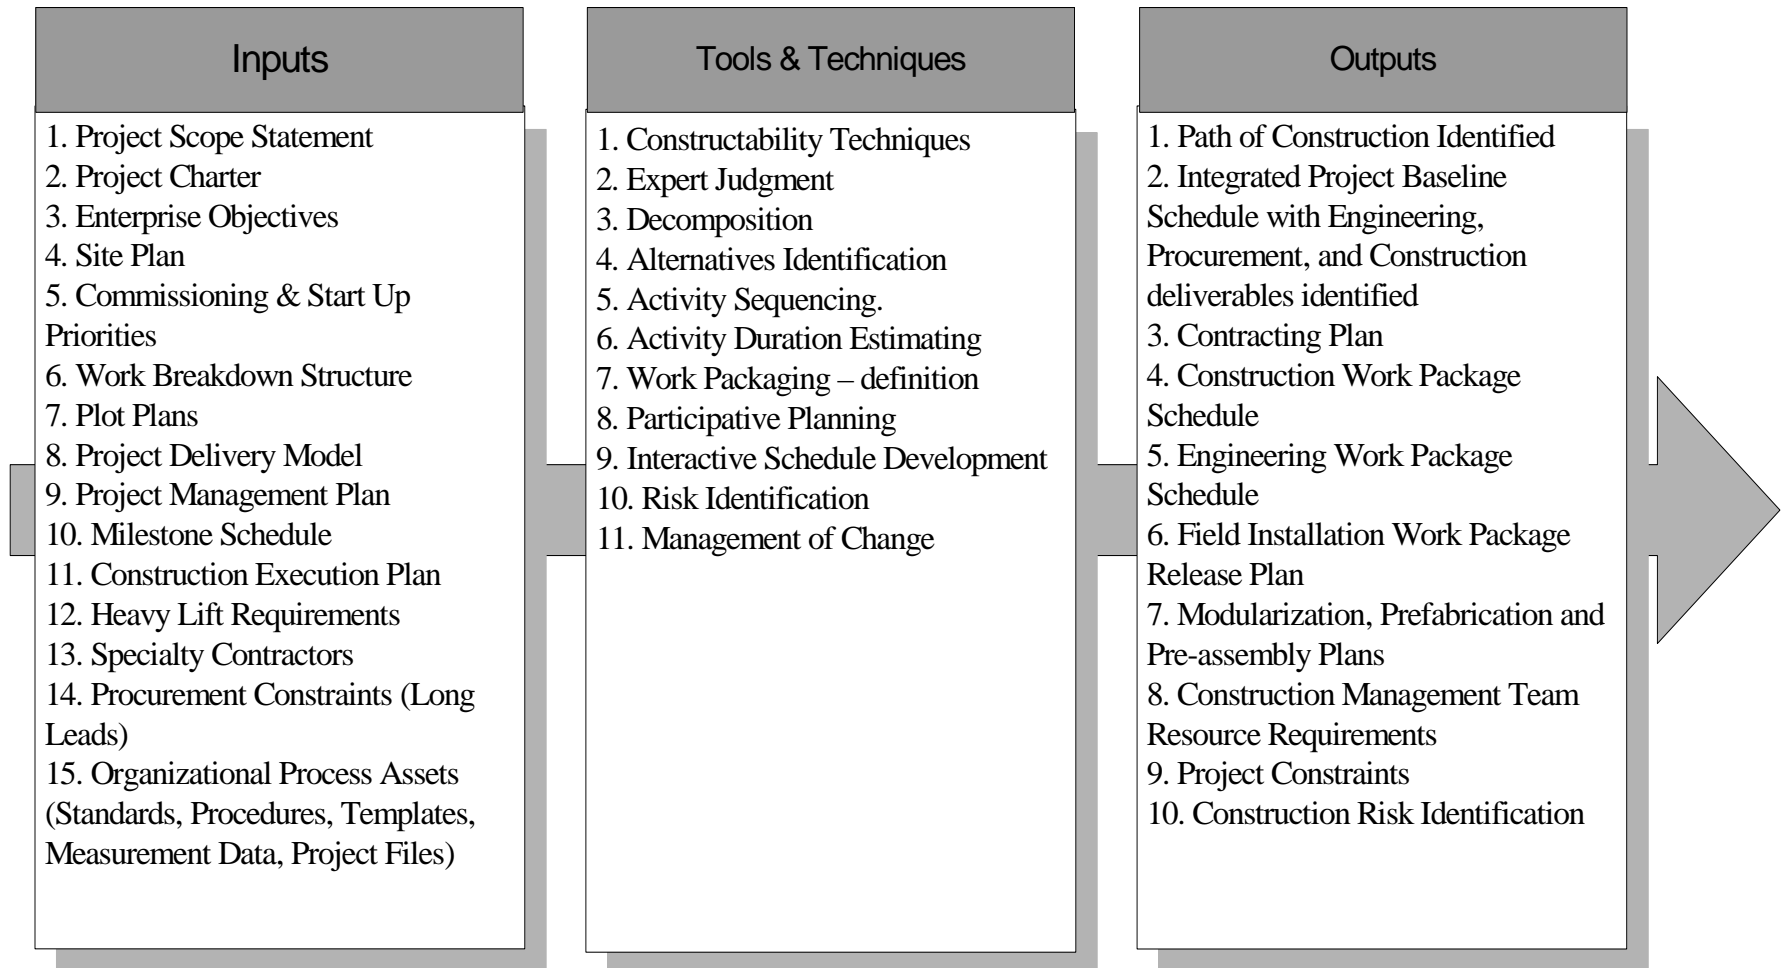 Inputs
1. Project Scope Statement
2. Project Charter
3. Enterprise Objectives
4. Site Plan
5. Commissioning & Start Up
Priorities
6. Work Breakdown Structure
7. Plot Plans
8. Project Delivery Model
9. Project Management Plan
10. Milestone Schedule
11. Construction Execution Plan
12. Heavy Lift Requirements
13. Specialty Contractors
14. Procurement Constraints (Long
Leads)
15. Organizational Process Assets
(Standards, Procedures, Templates,
Measurement Data, Project Files)
Tools & Techniques
1. Constructability Techniques
2. Expert Judgment
3. Decomposition
4. Alternatives Identification
5. Activity Sequencing.
6. Activity Duration Estimating
7. Work Packaging – definition
8. Participative Planning
9. Interactive Schedule Development
10. Risk Identification
11. Management of Change
Outputs
1. Path of Construction Identified
2. Integrated Project Baseline
Schedule with Engineering,
Procurement, and Construction
deliverables identified
3. Contracting Plan
4. Construction Work Package
Schedule
5. Engineering Work Package
Schedule
6. Field Installation Work Package
Release Plan
7. Modularization, Prefabrication and
Pre-assembly Plans
8. Construction Management Team
Resource Requirements
9. Project Constraints
10. Construction Risk Identification